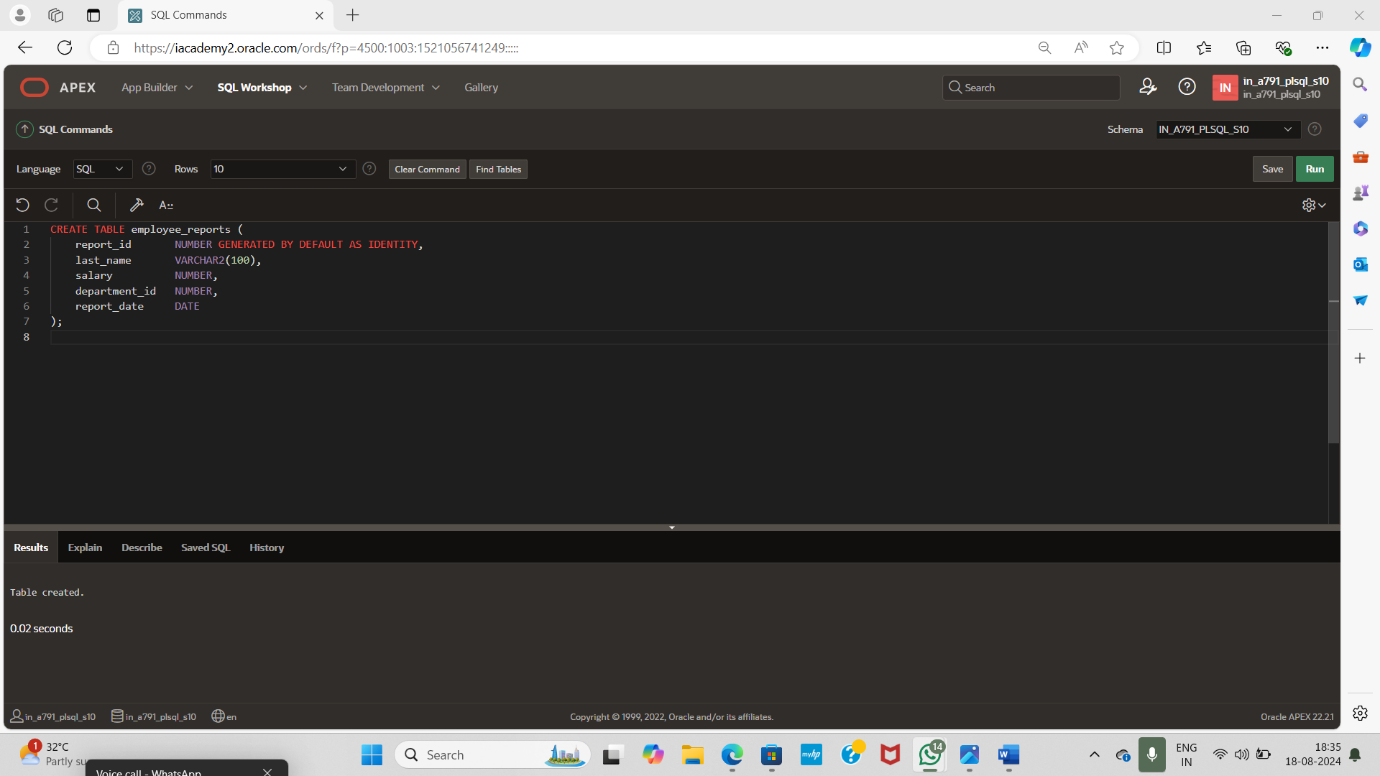 SQL Commands
https://iacademy2.oracle.com/ords/f?p=4500:1003:1521056741249:::::
APEX App Builder SQL Workshop Team Development Gallery Search IN in_a791_plsql_s10
in_a791_plsql_s10
SQL Commands Schema IN_A791_PLSQL_S10
Language SQL Rows 10 Clear Command Find Tables Save Run
A::
1 CREATE TABLE employee_reports (
2 report_id NUMBER GENERATED BY DEFAULT AS IDENTITY,
3 last_name VARCHAR2(100),
4 salary NUMBER,
5 department_id NUMBER,
6 report_date DATE
7 );
8
Results Explain Describe Saved SQL History
Table created.
0.02 seconds
in_a791_plsql_s10 in_a791_plsql_s10 en Copyright © 1999, 2022, Oracle and/or its affiliates. Oracle APEX 22.2.1
1 32°C
Partly su
Voice call - WhatsApp
Search
myhp
14
W
ENG
IN
18:35
18-08-2024